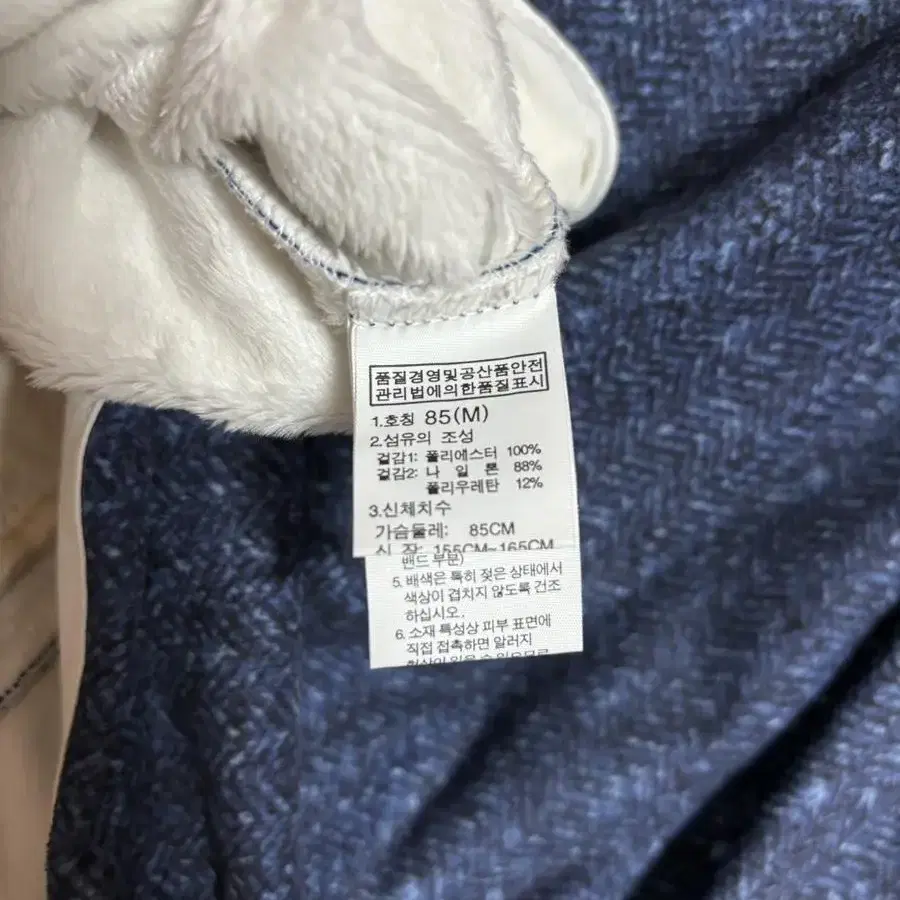 품질경영및공산품안전
관리법에의한품질표시
1.호칭 85(M)
2.섬유의 조성
겉감1: 폴리에스터 100%
겉감2: 나 일 론 88%
폴리우레탄 12%
3.신체치수
가슴둘레: 85CM
신 장: 155CM~165CM
밴드 부분)
5. 배색은 특히 젖은 상태에서
색상이 겹치지 않도록 건조
하십시오.
6. 소재 특성상 피부 표면에
직접 접촉하면 알러지